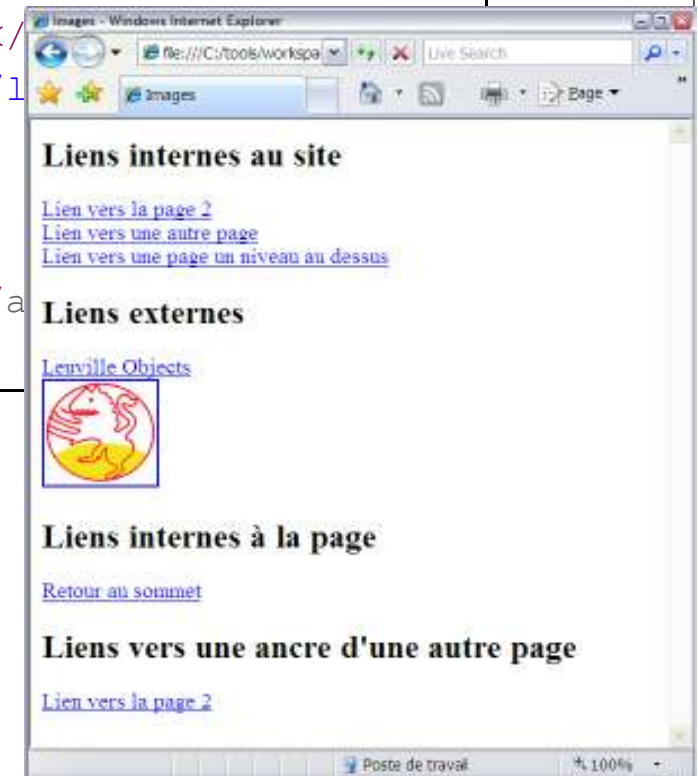 Images - Windows Internet Explorer
file:///C:/tools/workspa
Live Search
Images
Page
</
/l
Liens internes au site
Lien vers la page 2
Lien vers une autre page
Lien vers une page un niveau au dessus
/a
Liens externes
Lenville Objects
Liens internes à la page
Retour au sommet
Liens vers une ancre d'une autre page
Lien vers la page 2
Poste de travail
100%